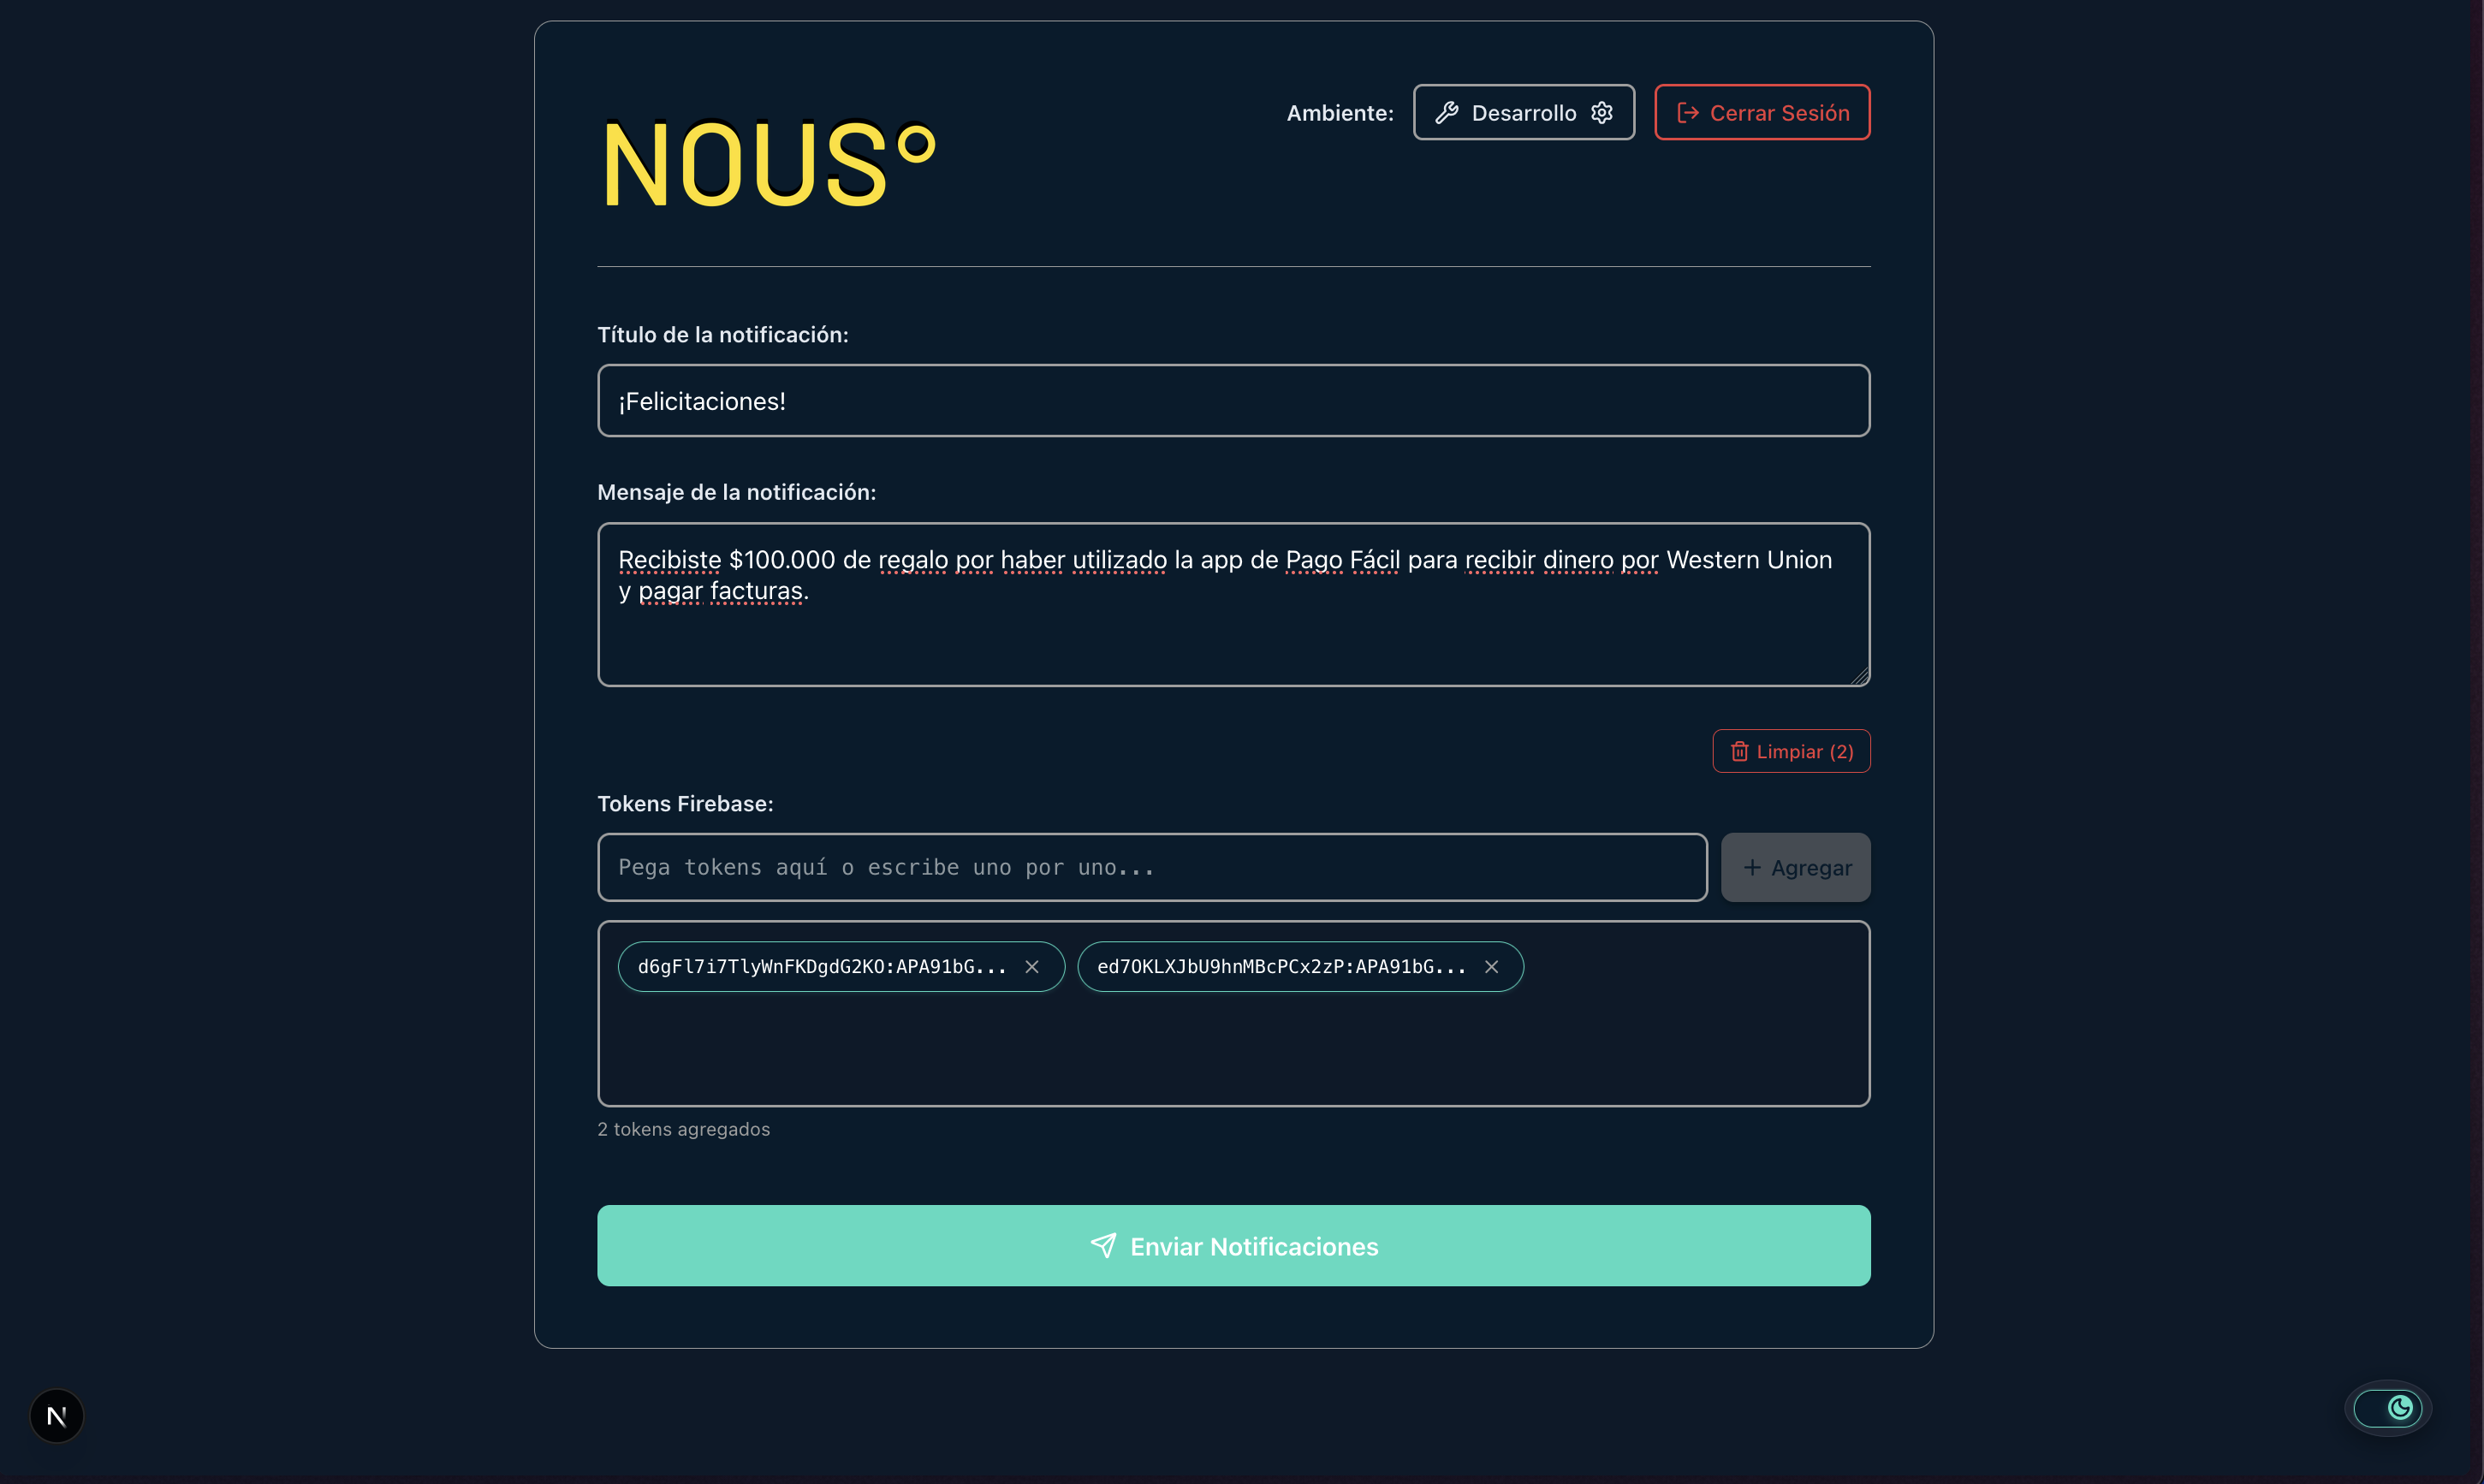 NOUS°
Ambiente:
Desarrollo
Cerrar Sesión
Título de la notificación:
¡Felicitaciones!
Mensaje de la notificación:
Recibiste $100.000 de regalo por haber utilizado la app de Pago Fácil para recibir dinero por Western Union
y pagar facturas.
Limpiar (2)
Tokens Firebase:
Pega tokens aquí o escribe uno por uno...
+ Agregar
d6gFl7i7TlyWnFKDgdG2KO:APA91bG...
ed7OKLXJbU9hnMBcPCx2zP:APA91bG...
2 tokens agregados
Enviar Notificaciones
N